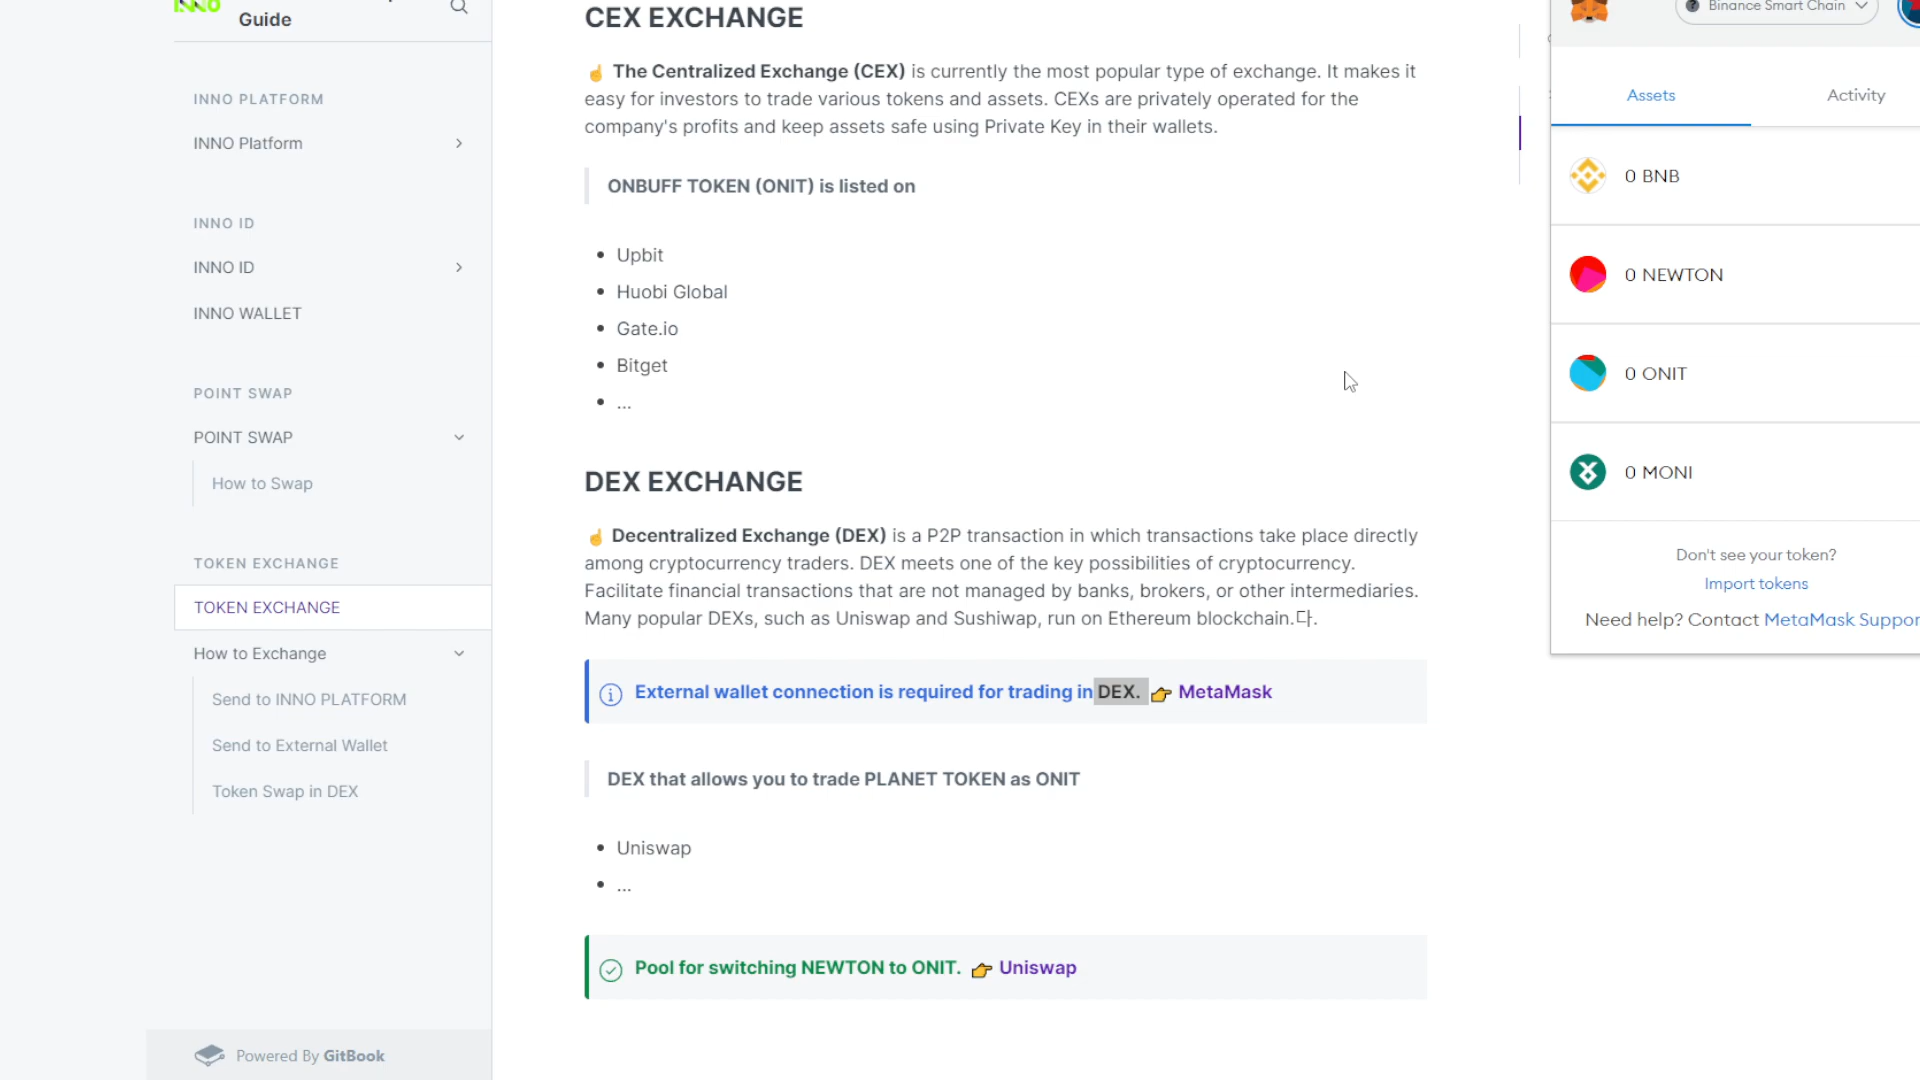 INNO
Guide
INNO PLATFORM
INNO Platform
INNO ID
INNO ID
INNO WALLET
POINT SWAP
POINT SWAP
How to Swap
TOKEN EXCHANGE
TOKEN EXCHANGE
How to Exchange
Send to INNO PLATFORM
Send to External Wallet
Token Swap in DEX
Powered By GitBook
CEX EXCHANGE
The Centralized Exchange (CEX) is currently the most popular type of exchange. It makes it
easy for investors to trade various tokens and assets. CEXs are privately operated for the
company's profits and keep assets safe using Private Key in their wallets.
ONBUFF TOKEN (ONIT) is listed on
• Upbit
• Huobi Global
• Gate.io
• Bitget
• ...
DEX EXCHANGE
Decentralized Exchange (DEX) is a P2P transaction in which transactions take place directly
among cryptocurrency traders. DEX meets one of the key possibilities of cryptocurrency.
Facilitate financial transactions that are not managed by banks, brokers, or other intermediaries.
Many popular DEXs, such as Uniswap and Sushiwap, run on Ethereum blockchain.다.
External wallet connection is required for trading in DEX. 👉 MetaMask
DEX that allows you to trade PLANET TOKEN as ONIT
• Uniswap
• ...
Pool for switching NEWTON to ONIT. 👉 Uniswap
Binance Smart Chain
Assets
Activity
0 BNB
0 NEWTON
0 ONIT
0 MONI
Don't see your token?
Import tokens
Need help? Contact MetaMask Suppor